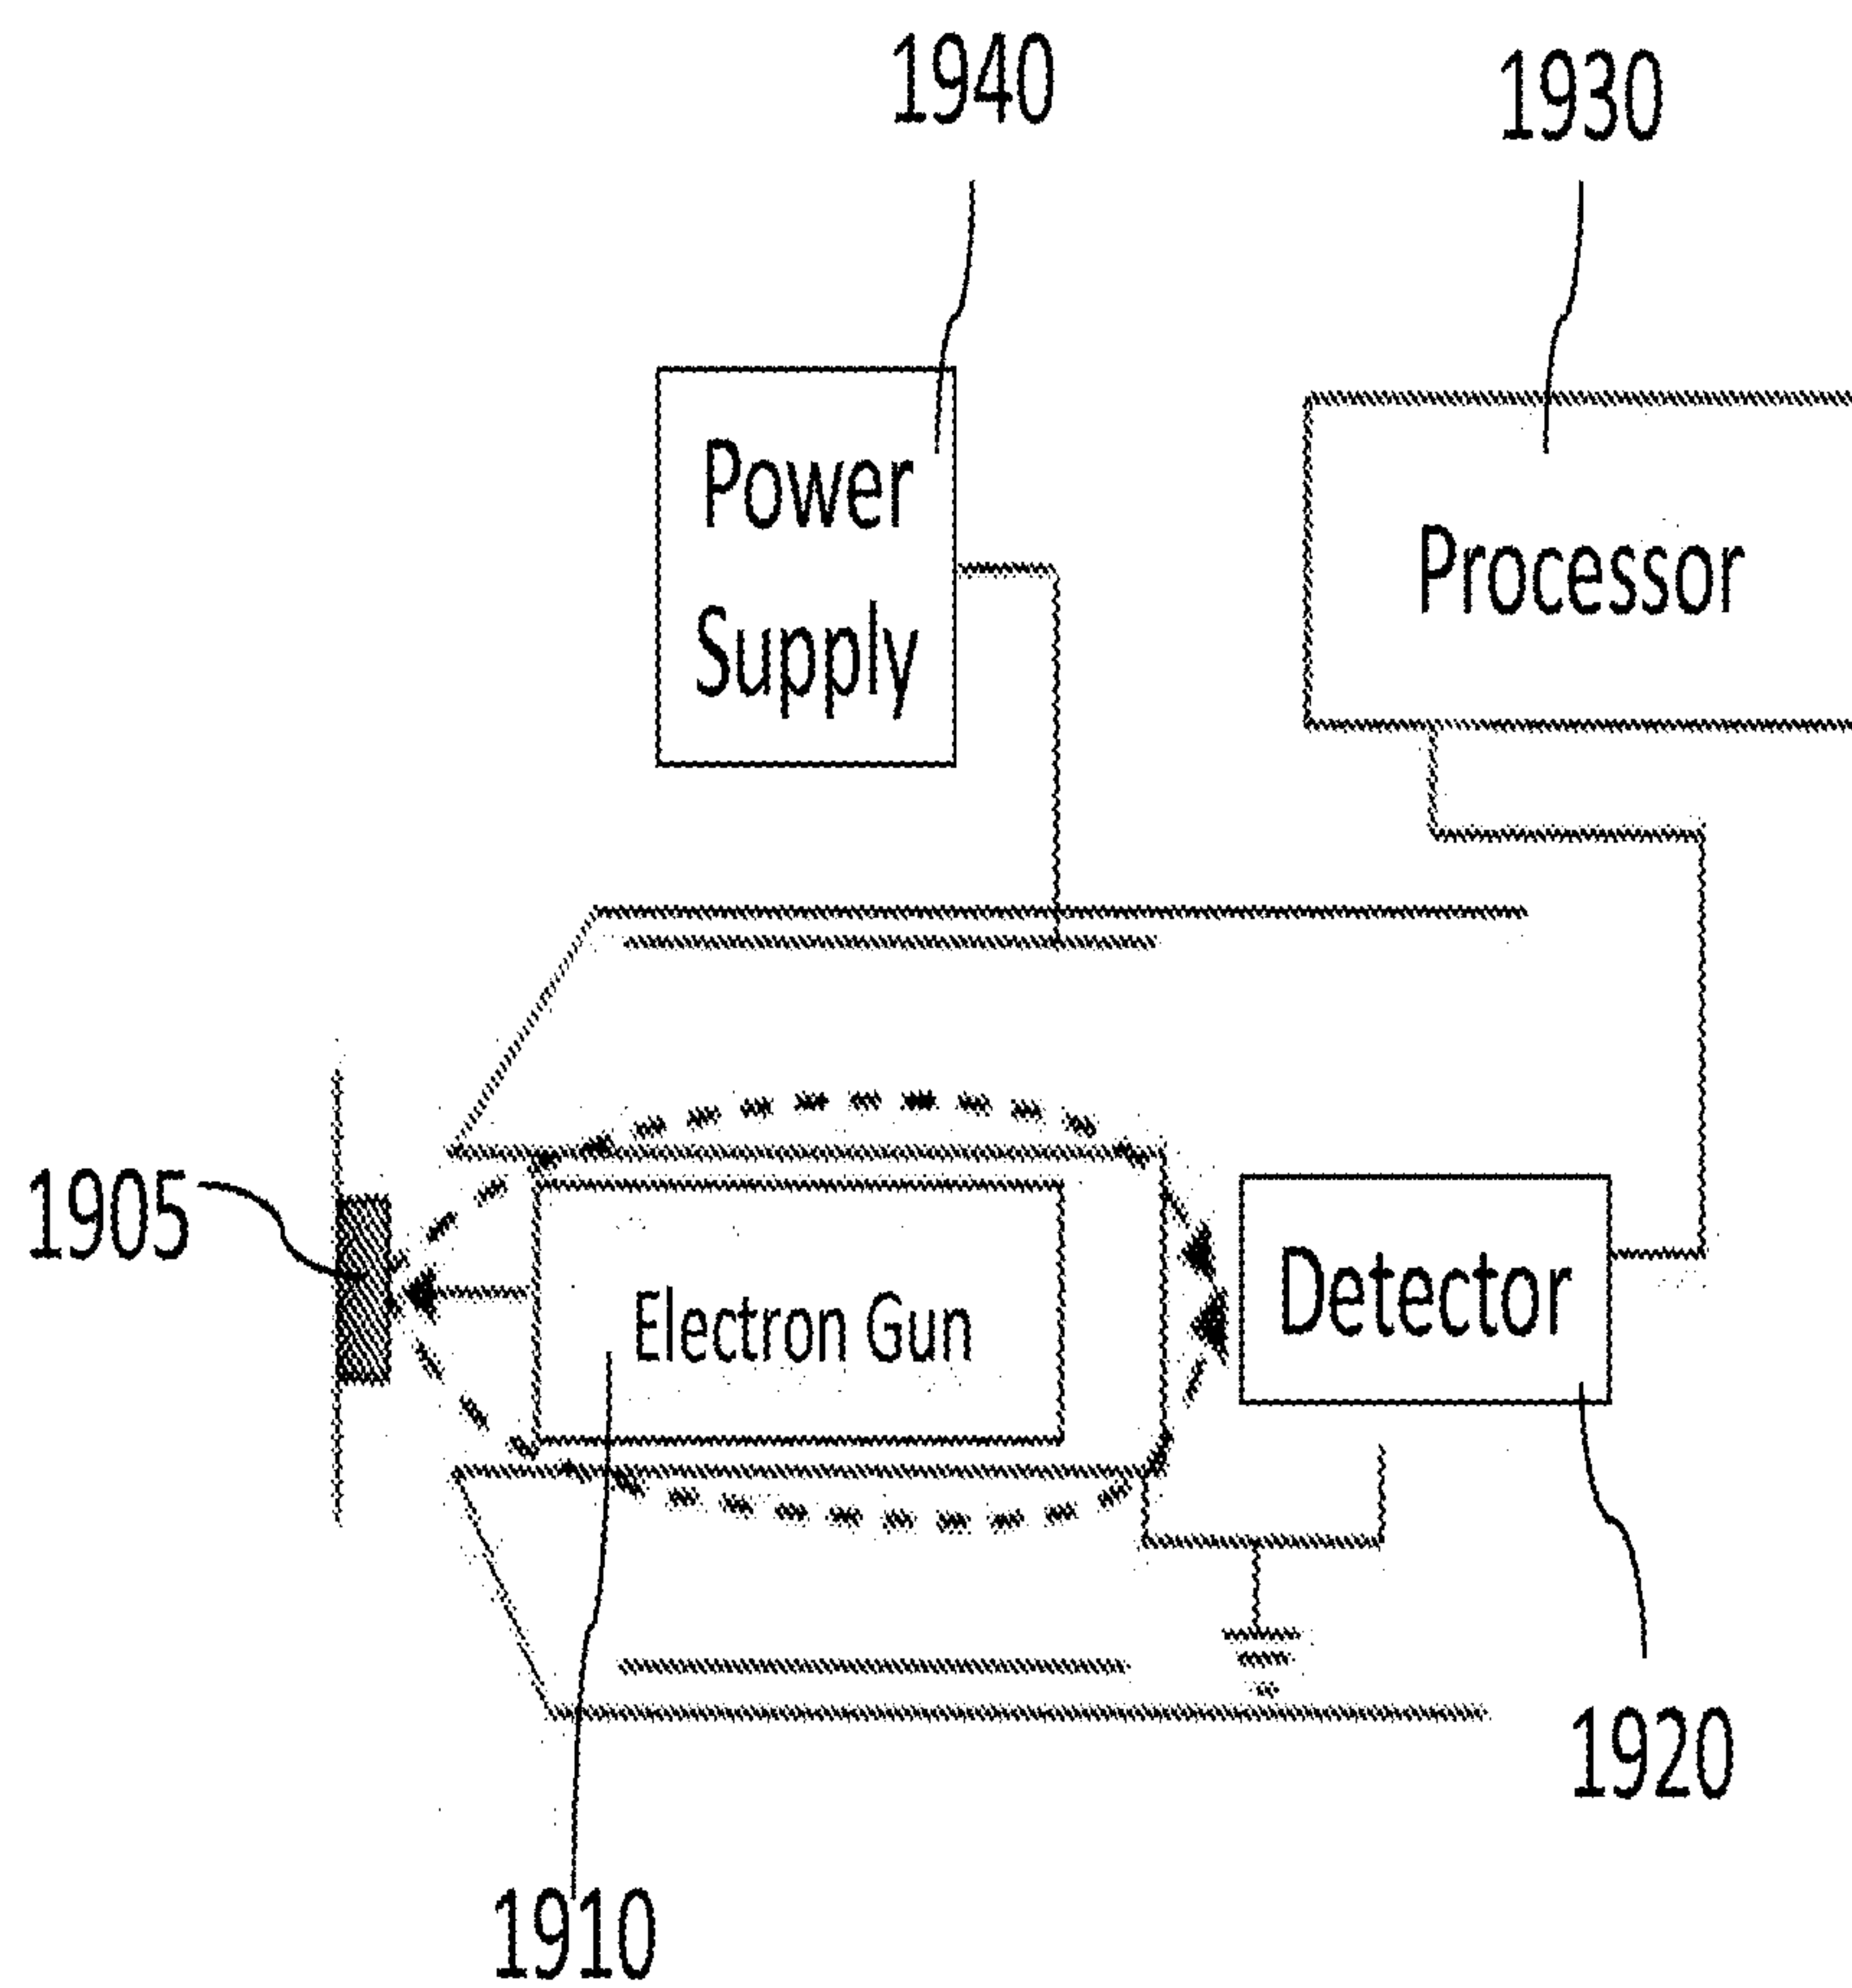 1940
1930
Power
Supply
Processor
1905
Electron Gun
Detector
1920
1910